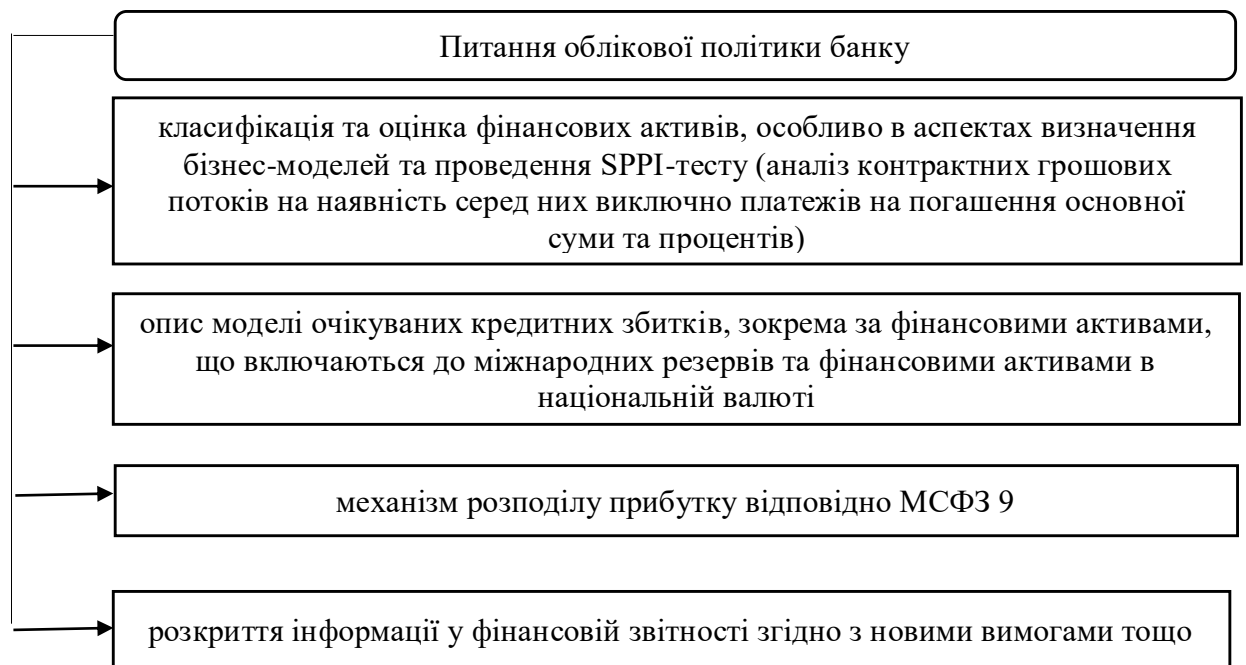 Питання облікової політики банку
класифікація та оцінка фінансових активів, особливо в аспектах визначення
бізнес-моделей та проведення SPPI-тесту (аналіз контрактних грошових
потоків на наявність серед них виключно платежів на погашення основної
суми та процентів)
опис моделі очікуваних кредитних збитків, зокрема за фінансовими активами,
що включаються до міжнародних резервів та фінансовими активами в
національній валюті
механізм розподілу прибутку відповідно МСФЗ 9
розкриття інформації у фінансовій звітності згідно з новими вимогами тощо